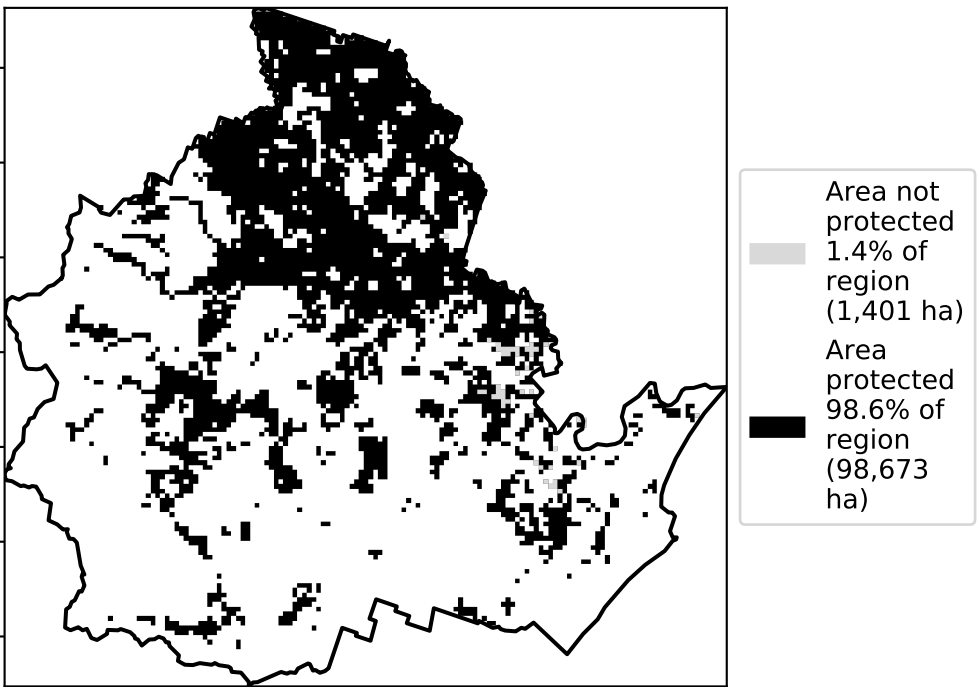 Area not
protected
1.4% of
region
(1,401 ha)
Area
protected
98.6% of
region
(98,673
ha)